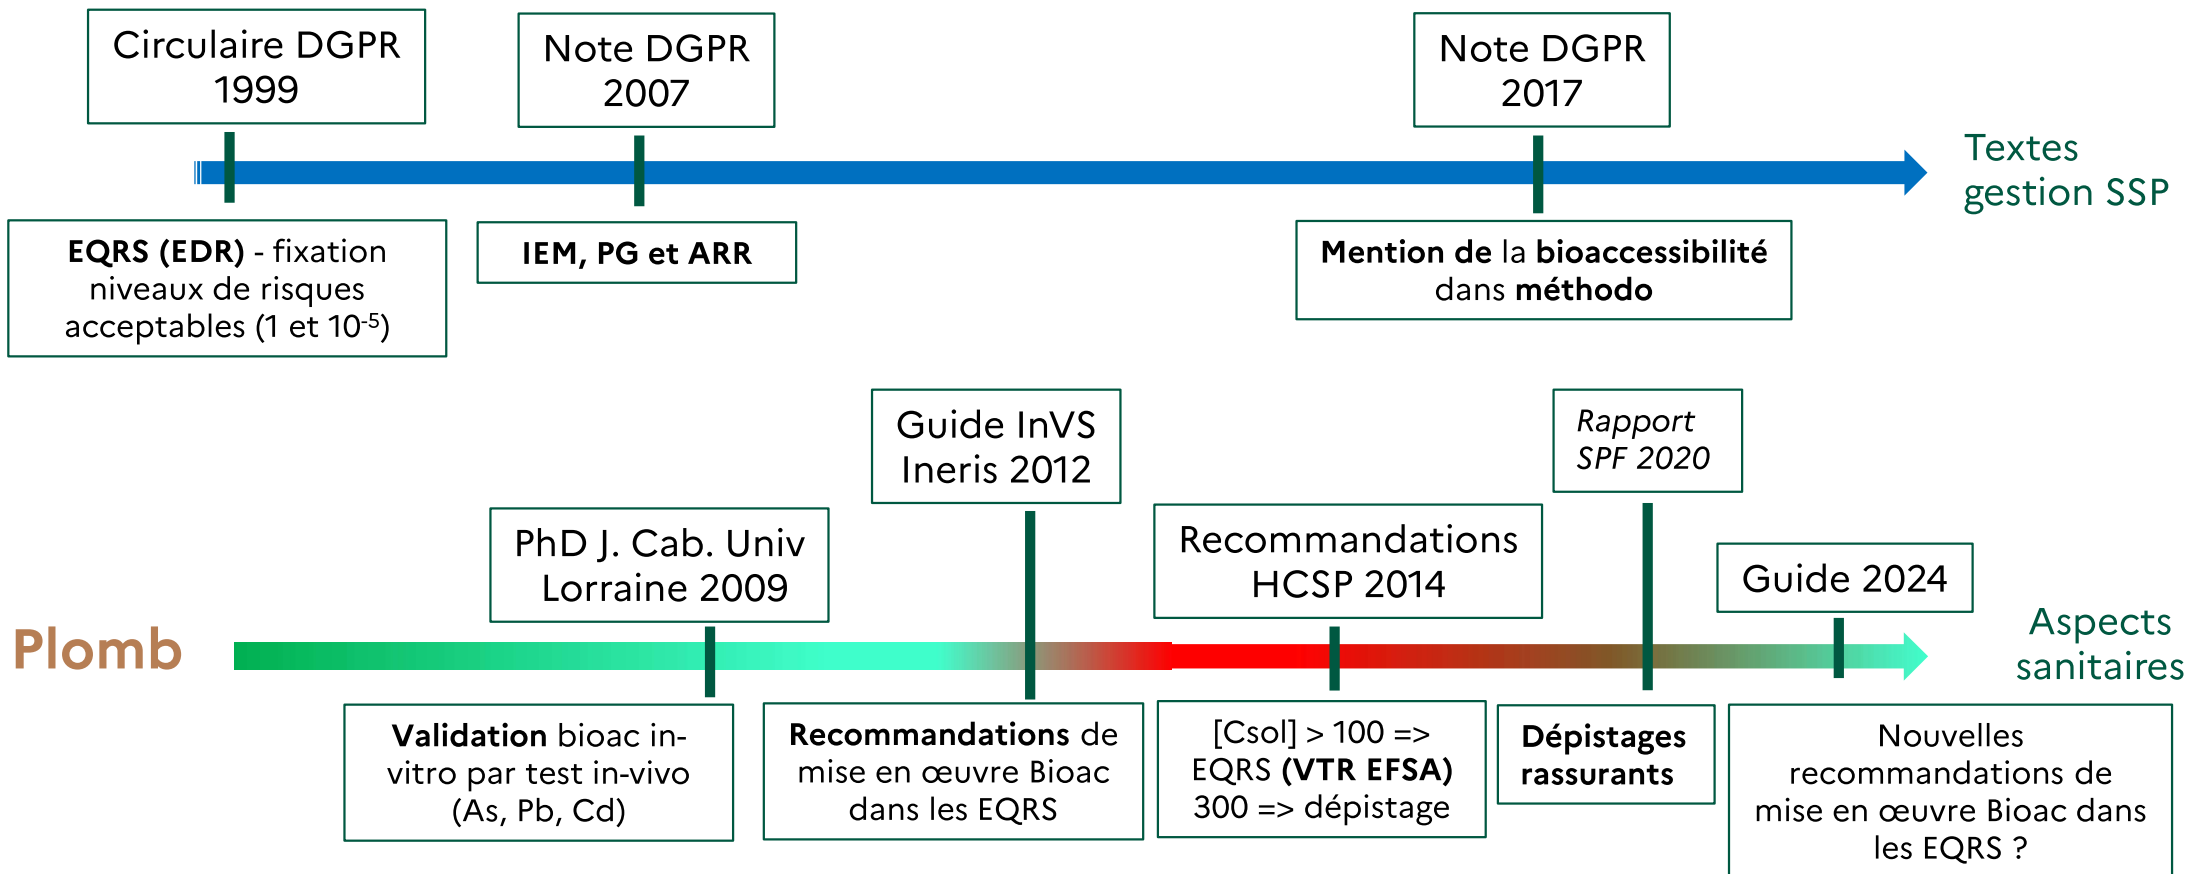 Circulaire DGPR
1999
Note DGPR
2007
Note DGPR
2017
Textes
gestion SSP
EQRS (EDR) - fixation
niveaux de risques
acceptables (1 et 10⁻⁵)
IEM, PG et ARR
Mention de la bioaccessibilité
dans méthodo
Guide InVS
Ineris 2012
Rapport
SPF 2020
PhD J. Cab. Univ
Lorraine 2009
Recommandations
HCSP 2014
Guide 2024
Plomb
Aspects
sanitaires
Validation bioac in-
vitro par test in-vivo
(As, Pb, Cd)
Recommandations de
mise en œuvre Bioac
dans les EQRS
[Csol] > 100 =>
EQRS (VTR EFSA)
300 => dépistage
Dépistages
rassurants
Nouvelles
recommandations de
mise en œuvre Bioac dans
les EQRS ?